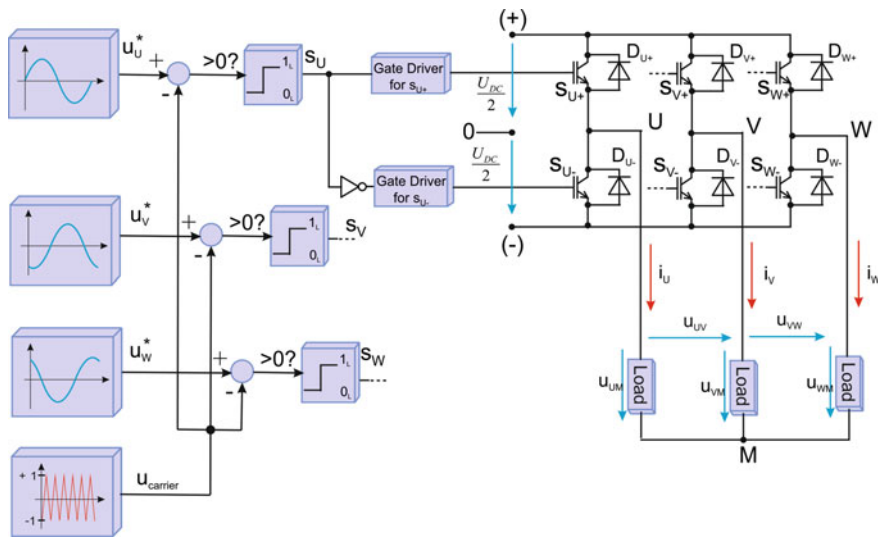 u*U
+
-
>0?
1L
0L
sU
Gate Driver
for sU+
Gate Driver
for sU-
(+)
UDC
2
0
UDC
2
(-)
SU+
DU+
SV+
DV+
SW+
DW+
U
V
W
SU-
DU-
SV-
DV-
SW-
DW-
u*V
+
-
>0?
1L
0L
sV
u*W
+
-
>0?
1L
0L
sW
+ 1
-1
ucarrier
iU
iV
iW
uUV
uVW
uUM
Load
uVM
Load
uWM
Load
M